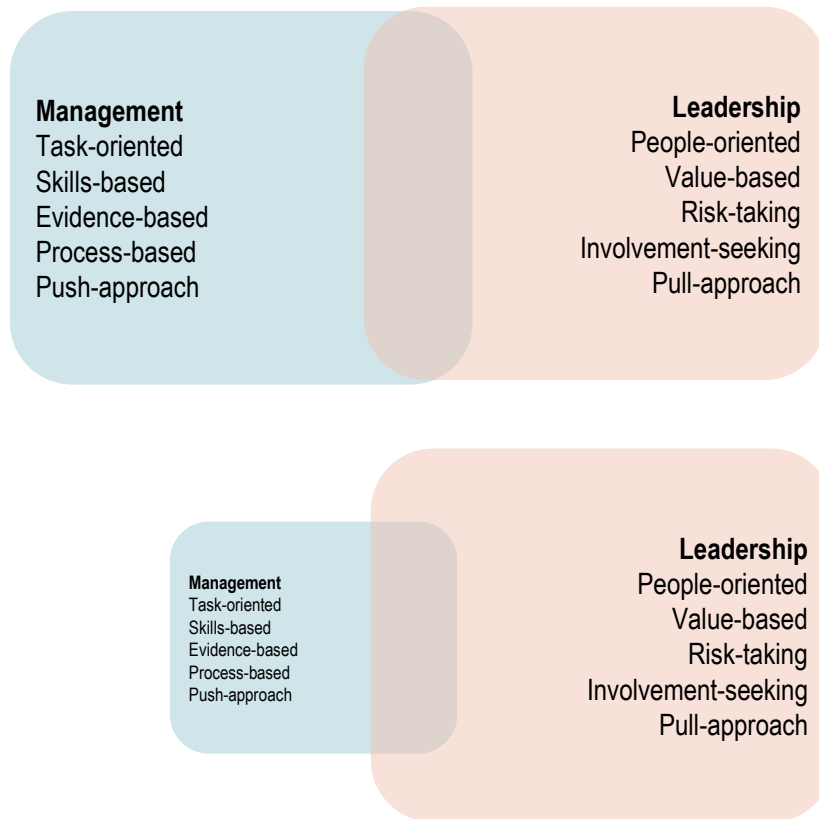 Management
Task-oriented
Skills-based
Evidence-based
Process-based
Push-approach
Leadership
People-oriented
Value-based
Risk-taking
Involvement-seeking
Pull-approach
Management
Task-oriented
Skills-based
Evidence-based
Process-based
Push-approach
Leadership
People-oriented
Value-based
Risk-taking
Involvement-seeking
Pull-approach